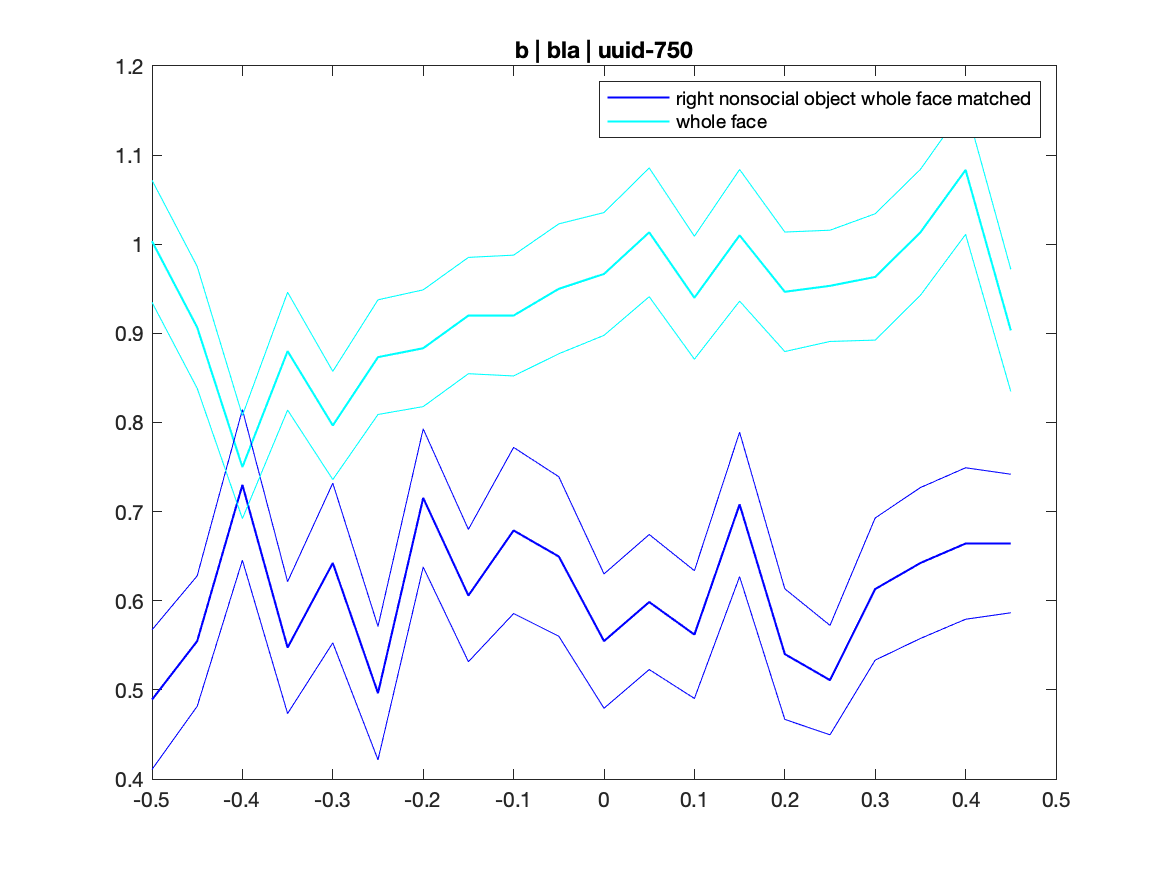 b | bla | uuid-750
right nonsocial object whole face matched
whole face
1.2
1.1
1
0.9
0.8
0.7
0.6
0.5
0.4
-0.5 -0.4 -0.3 -0.2 -0.1 0 0.1 0.2 0.3 0.4 0.5